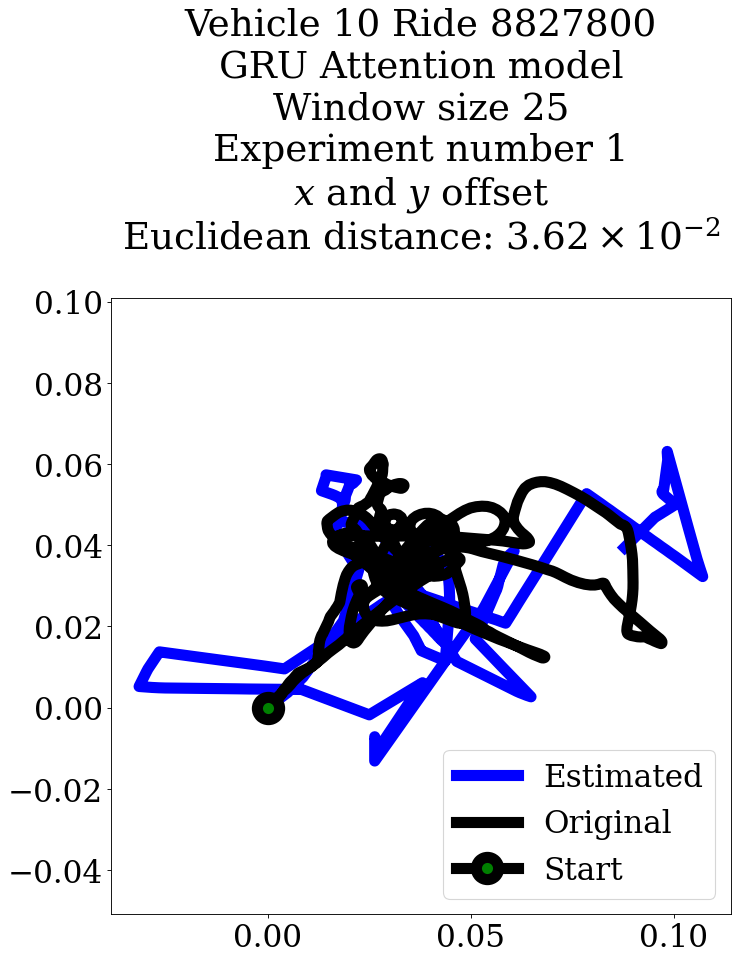 Vehicle 10 Ride 8827800
GRU Attention model
Window size 25
Experiment number 1
x and y offset
Euclidean distance: 3.62 × 10⁻²
0.10
0.08
0.06
0.04
0.02
0.00
−0.02
−0.04
Estimated
Original
Start
0.00 0.05 0.10